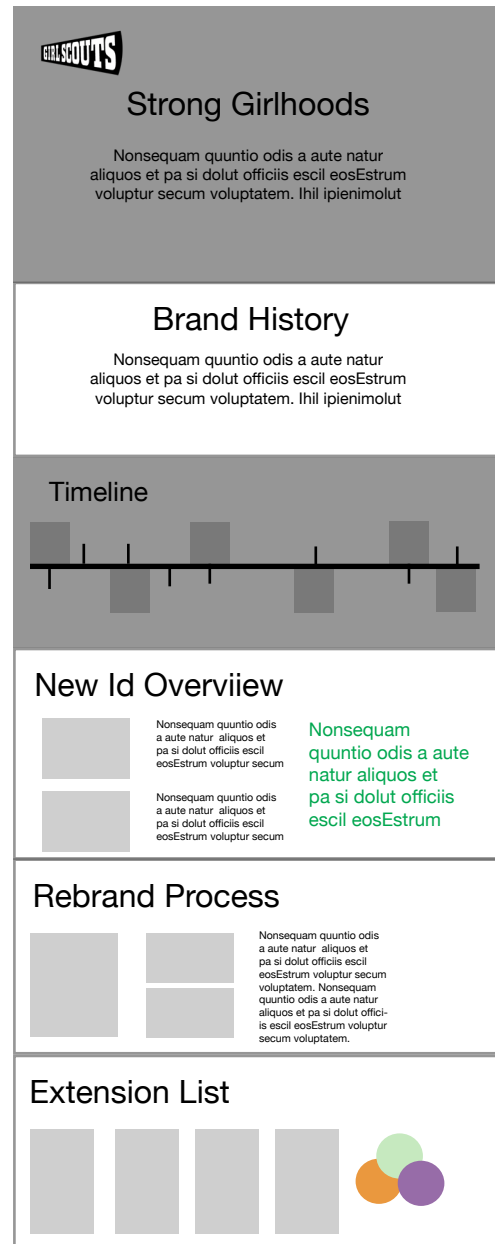 GIRL SCOUTS
Strong Girlhoods
Nonsequam quuntio odis a aute natur
aliquos et pa si dolut officiis escil eosEstrum
voluptur secum voluptatem. Ihil ipienimolut
Brand History
Nonsequam quuntio odis a aute natur
aliquos et pa si dolut officiis escil eosEstrum
voluptur secum voluptatem. Ihil ipienimolut
Timeline
New Id Overviiew
Nonsequam quuntio odis
a aute natur aliquos et
pa si dolut officiis escil
eosEstrum voluptur secum
Nonsequam quuntio odis
a aute natur aliquos et
pa si dolut officiis escil
eosEstrum voluptur secum
Nonsequam
quuntio odis a aute
natur aliquos et
pa si dolut officiis
escil eosEstrum
Rebrand Process
Nonsequam quuntio odis
a aute natur aliquos et
pa si dolut officiis escil
eosEstrum voluptur secum
voluptatem. Nonsequam
quuntio odis a aute natur
aliquos et pa si dolut offici-
is escil eosEstrum voluptur
secum voluptatem.
Extension List